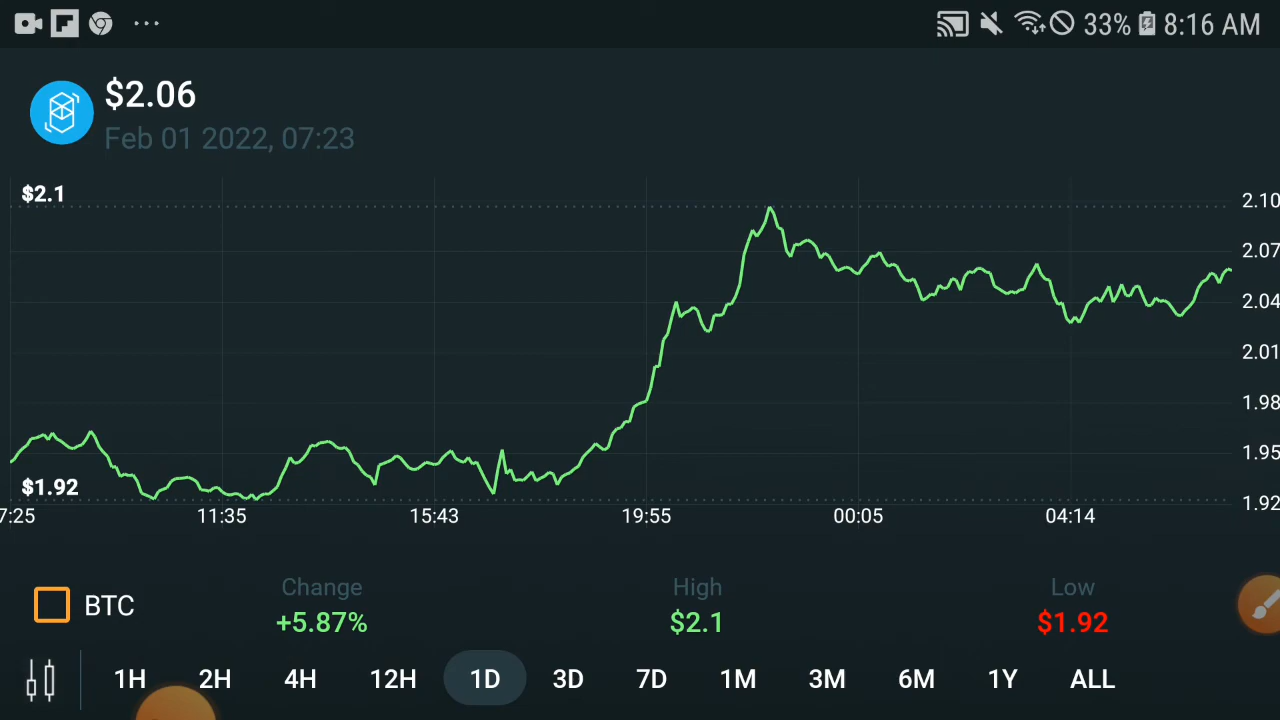 33% 8:16 AM
$2.06
Feb 01 2022, 07:23
$2.1
2.10
2.07
2.04
2.01
1.98
1.95
$1.92
1.92
7:25 11:35 15:43 19:55 00:05 04:14
Change High Low
BTC +5.87% $2.1 $1.92
1H 2H 4H 12H 1D 3D 7D 1M 3M 6M 1Y ALL